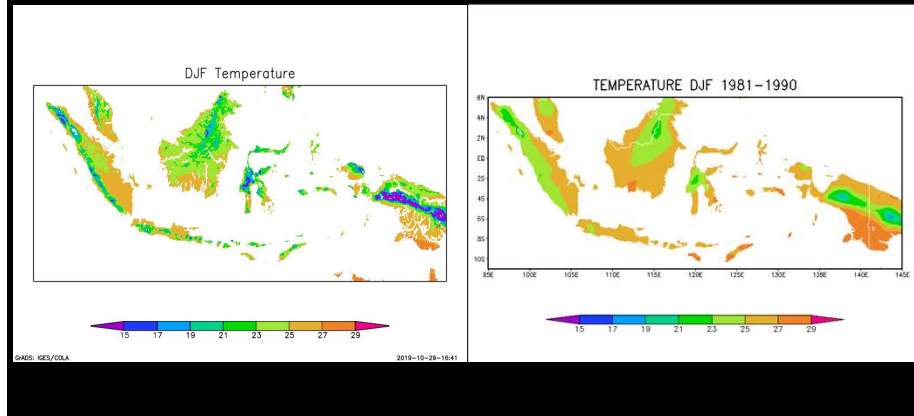 DJF Temperature
15 17 19 21 23 25 27 29
GrADS: IGES/COLA
2019-10-29-16:41
TEMPERATURE DJF 1981-1990
6N
4N
2N
EQ
2S
4S
6S
8S
10S
95E 100E 105E 110E 115E 120E 125E 130E 135E 140E 145E
15 17 19 21 23 25 27 29